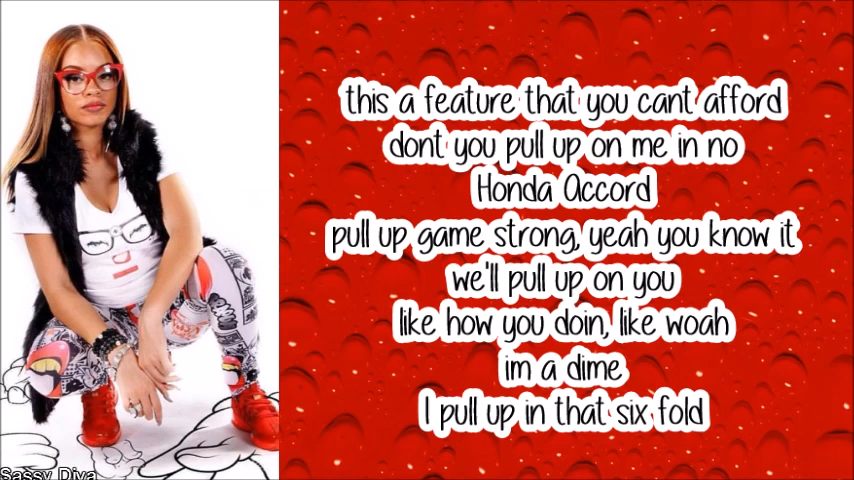 this a feature that you cant afford
dont you pull up on me in no
Honda Accord
pull up game strong, yeah you know it
we'll pull up on you
like how you doin, like woah
im a dime
I pull up in that six fold
Sassy Diva